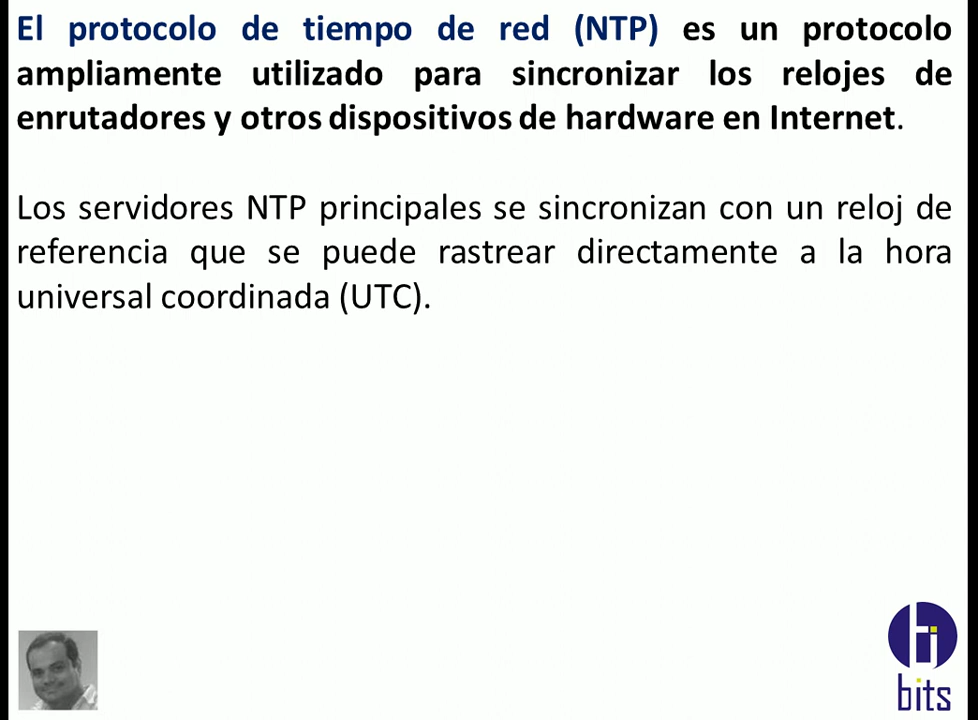 El protocolo de tiempo de red (NTP) es un protocolo
ampliamente utilizado para sincronizar los relojes de
enrutadores y otros dispositivos de hardware en Internet.
Los servidores NTP principales se sincronizan con un reloj de
referencia que se puede rastrear directamente a la hora
universal coordinada (UTC).
bits